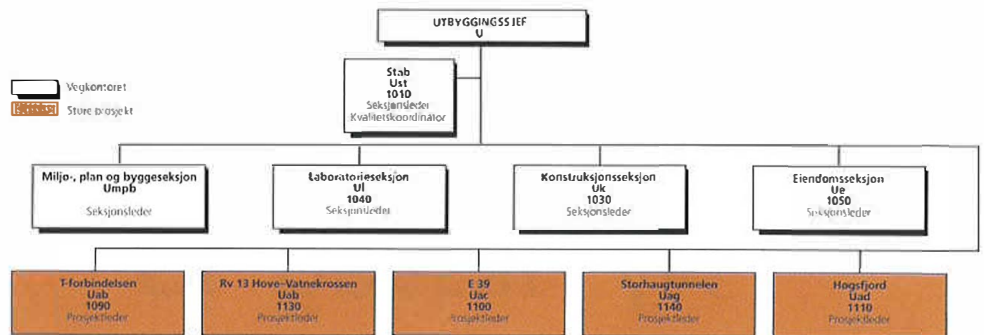 UTBYGGINGSSJEF
U
Stab
Ust
1010
Seksjonsleder
Kvalitetskoordinator
Vegkontoret
Store prosjekt
Miljø-, plan og byggeseksjon
Umpb
Seksjonsleder
Laboratorieseksjon
Ul
1040
Seksjonsleder
Konstruksjonsseksjon
Uk
1030
Seksjonsleder
Eiendomsseksjon
Ue
1050
Seksjonsleder
T-forbindelsen
Uab
1090
Prosjektleder
Rv 13 Hove–Vatnekrossen
Uab
1130
Prosjektleder
E 39
Uac
1100
Prosjektleder
Storhaugtunnelen
Uag
1140
Prosjektleder
Høgsfjord
Uad
1110
Prosjektleder